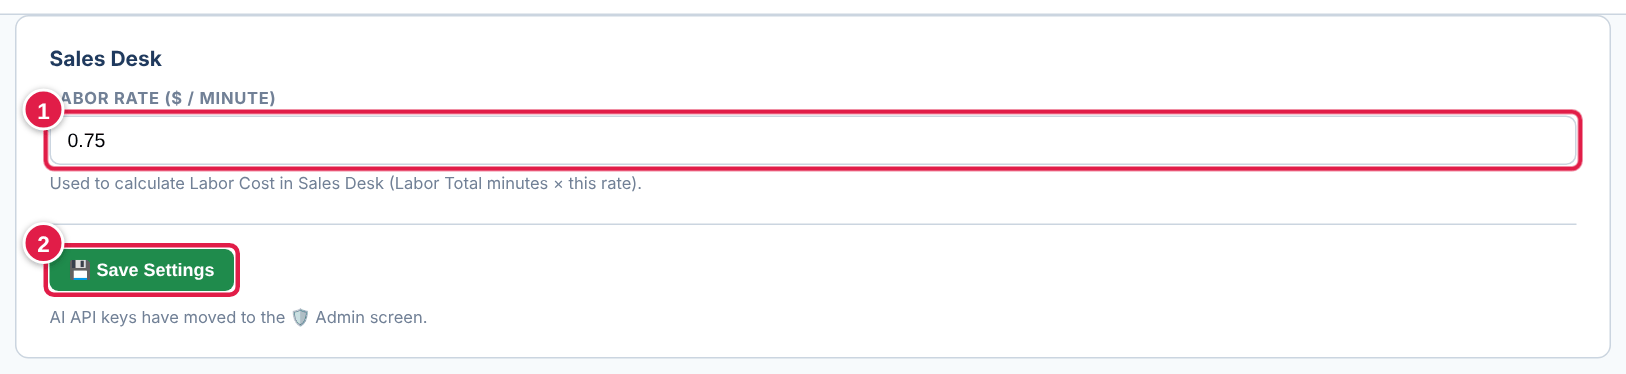 Sales Desk
ABOR RATE ($ / MINUTE)
1
0.75
Used to calculate Labor Cost in Sales Desk (Labor Total minutes × this rate).
2
💾 Save Settings
AI API keys have moved to the 🛡️ Admin screen.